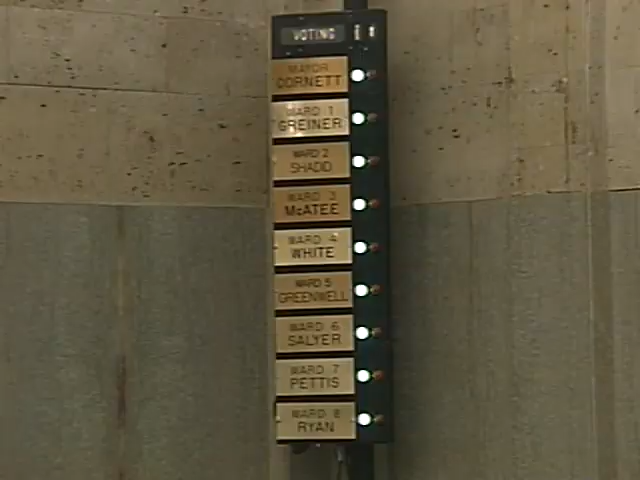 VOTING
MAYOR
CORNETT
WARD 1
GREINER
WARD 2
SHADID
WARD 3
McATEE
WARD 4
WHITE
WARD 5
GREENWELL
WARD 6
SALYER
WARD 7
PETTIS
WARD 8
RYAN